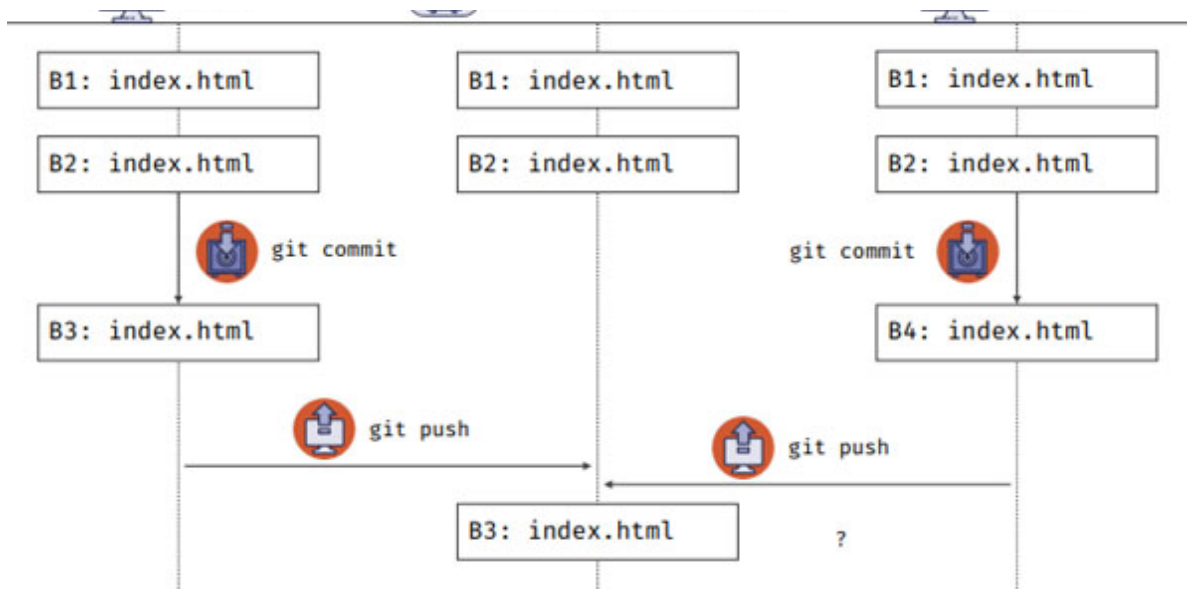 B1: index.html
B1: index.html
B1: index.html
B2: index.html
B2: index.html
B2: index.html
git commit
git commit
B3: index.html
B4: index.html
git push
git push
B3: index.html
?